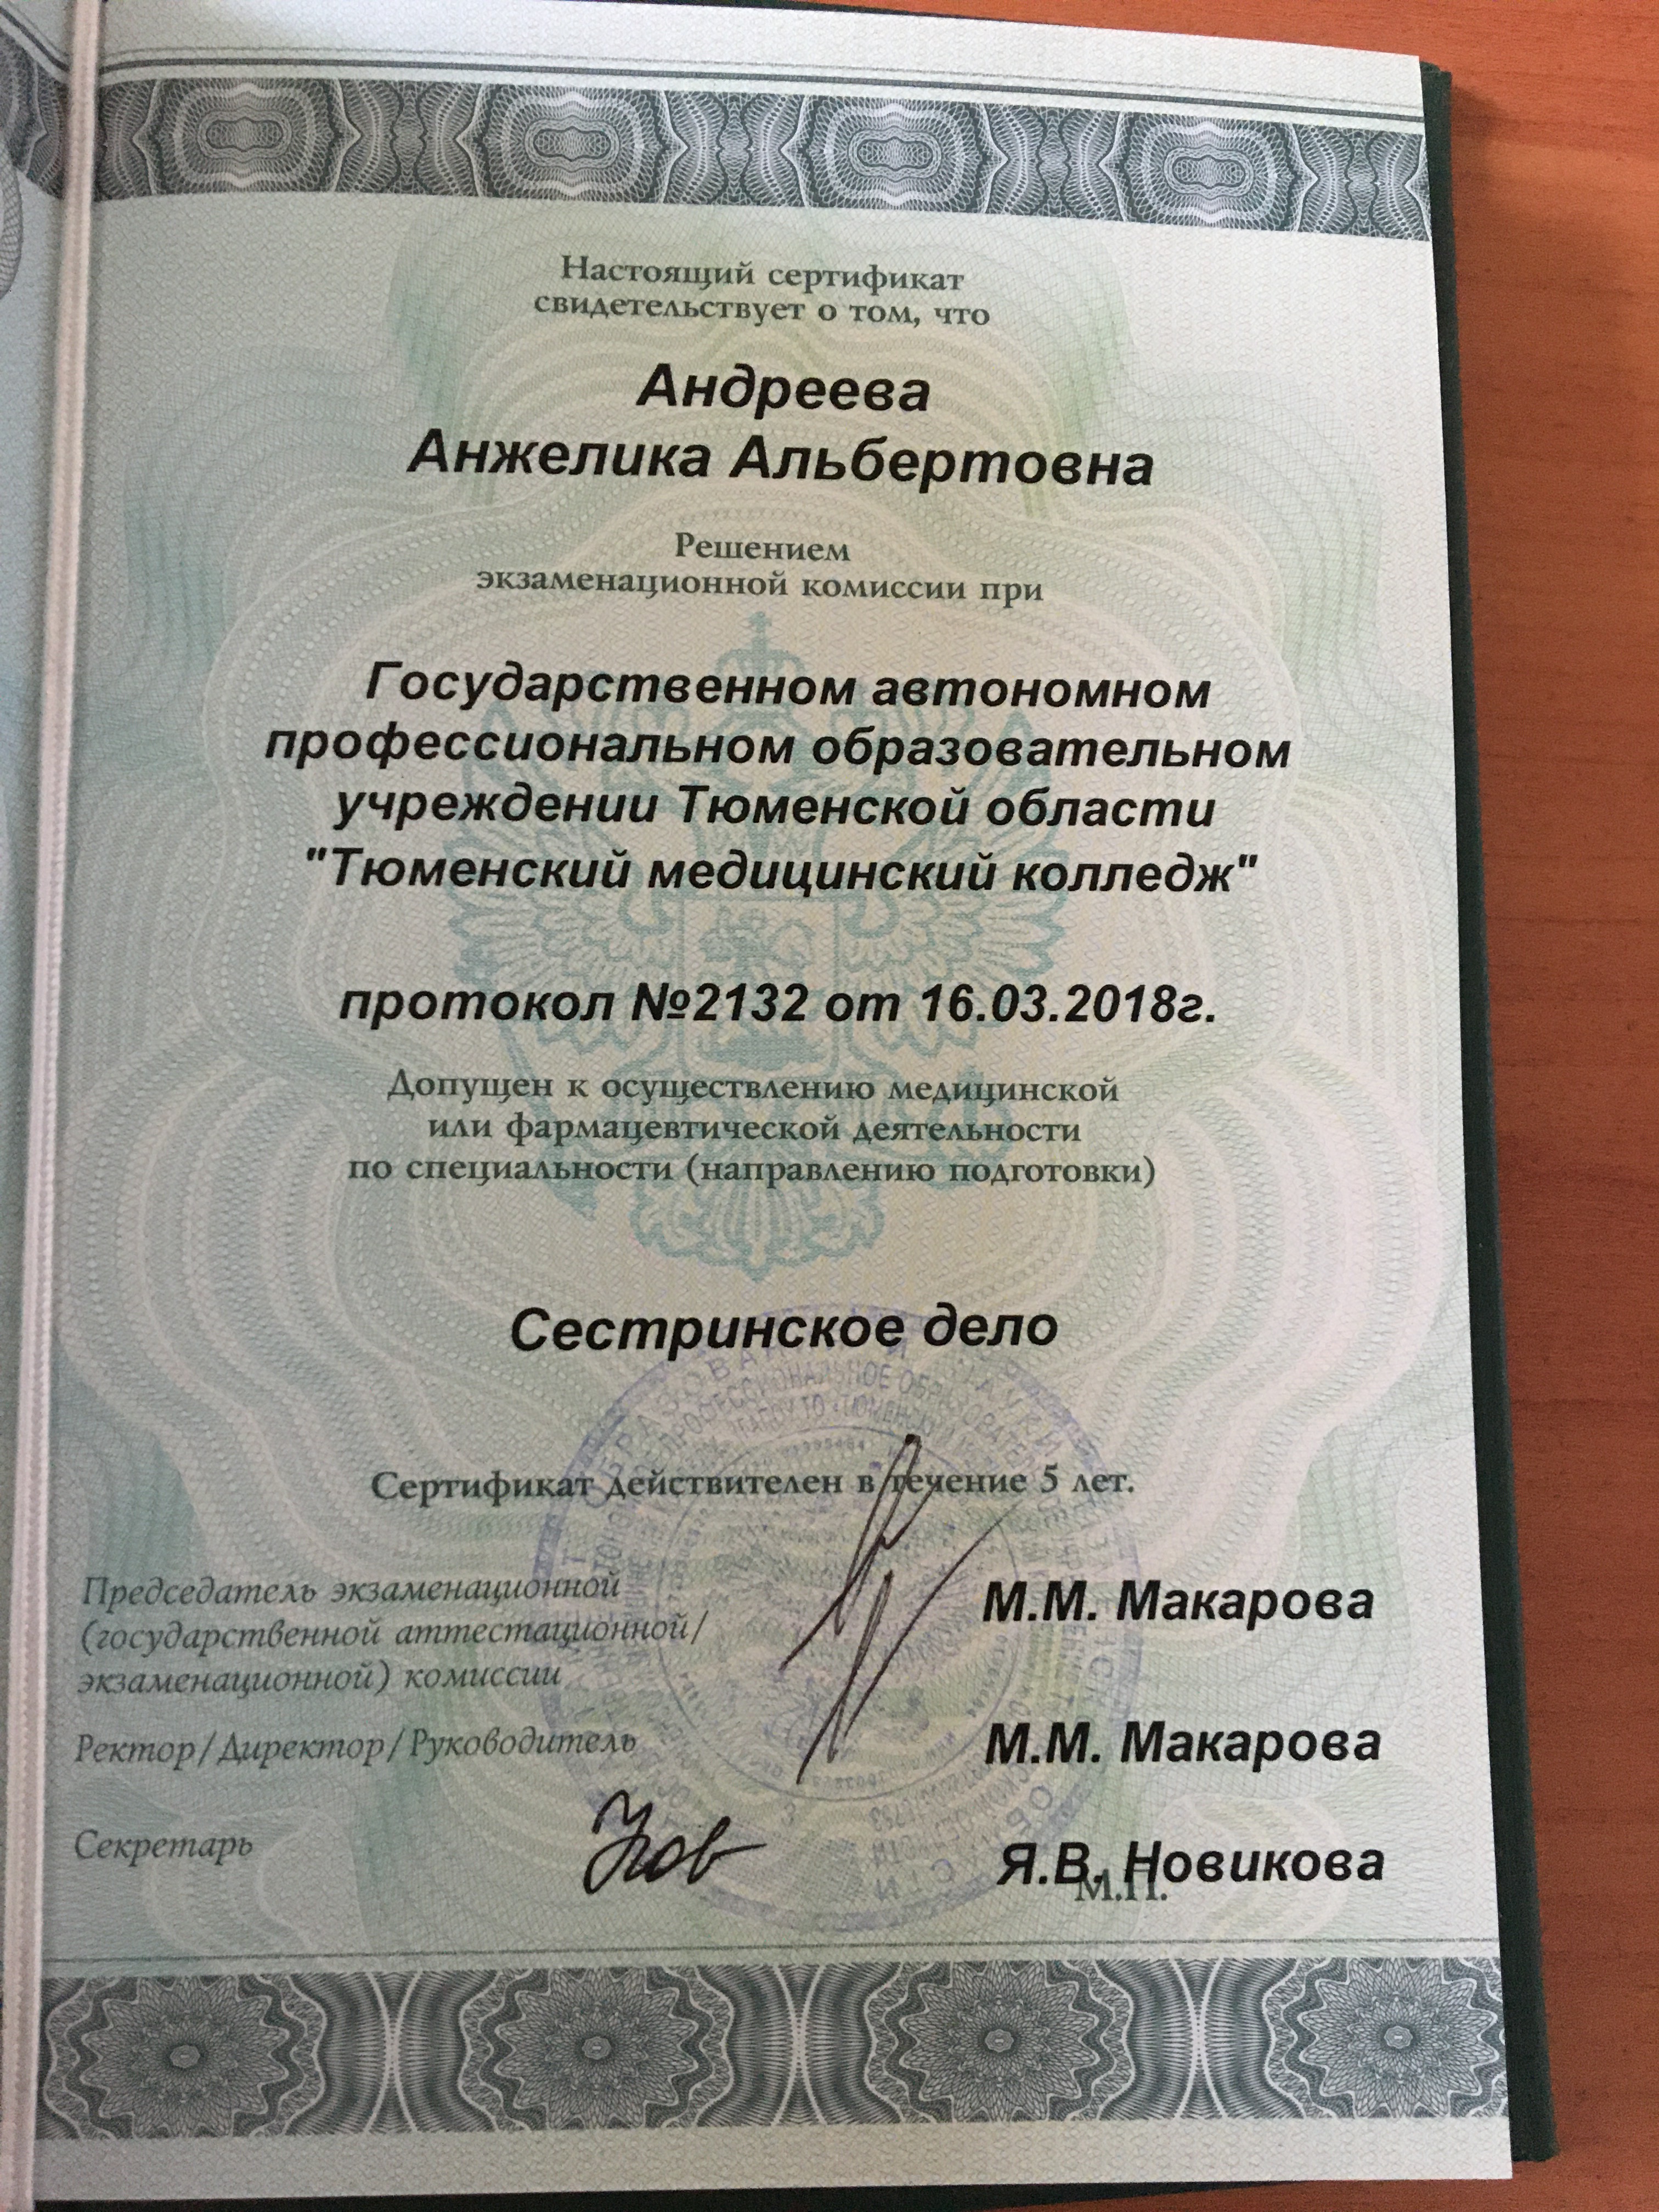 Настоящий сертификат
свидетельствует о том, что
Андреева
Анжелика Альбертовна
Решением
экзаменационной комиссии при
Государственном автономном
профессиональном образовательном
учреждении Тюменской области
"Тюменский медицинский колледж"
протокол №2132 от 16.03.2018г.
Допущен к осуществлению медицинской
или фармацевтической деятельности
по специальности (направлению подготовки)
Сестринское дело
Сертификат действителен в течение 5 лет.
Председатель экзаменационной
(государственной аттестационной/
экзаменационной) комиссии
М.М. Макарова
Ректор/Директор/Руководитель
М.М. Макарова
Секретарь
Нов
Я.В. Новикова
М.П.